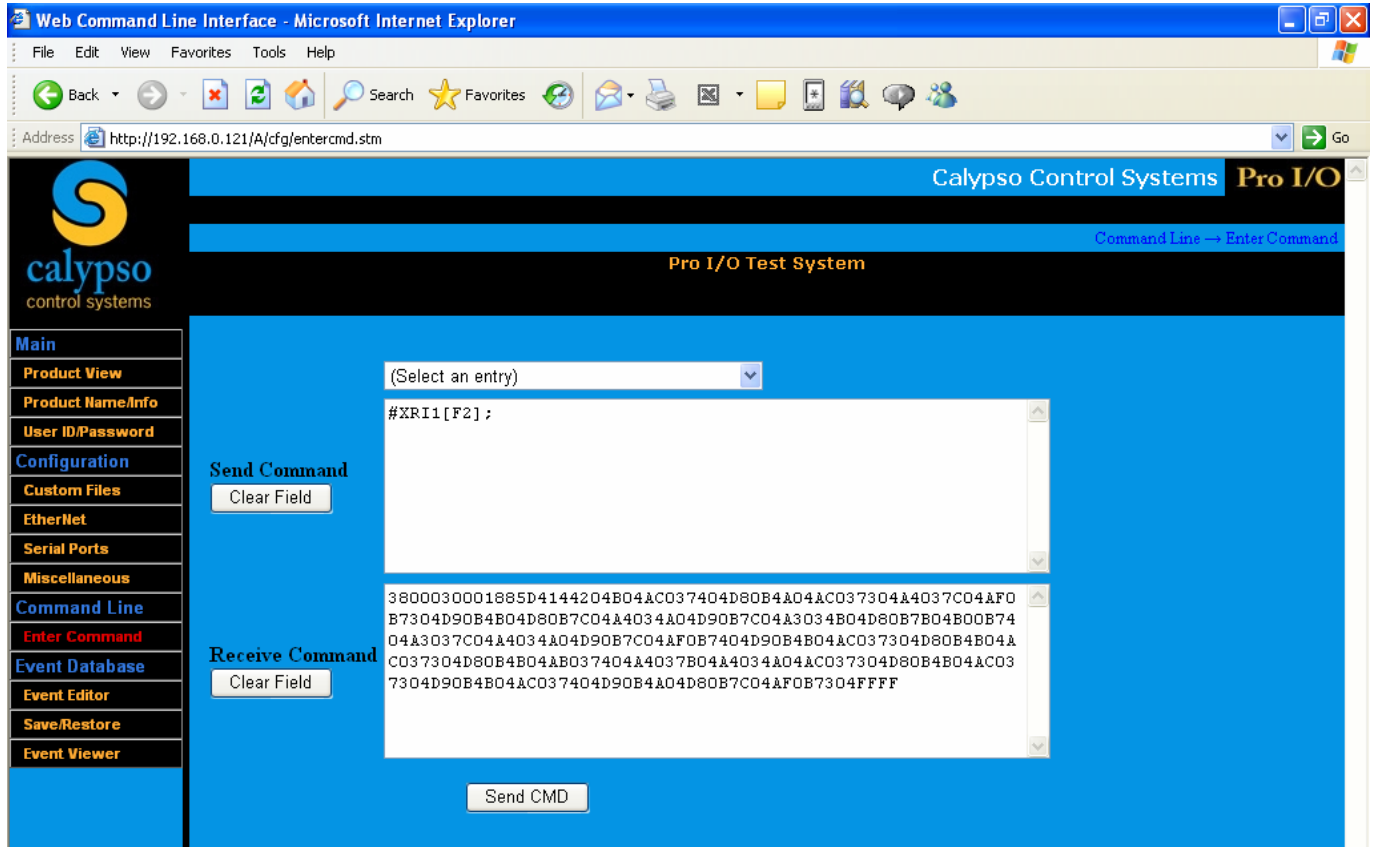 Web Command Line Interface - Microsoft Internet Explorer
File Edit View Favorites Tools Help
Back Search Favorites
Address http://192.168.0.121/A/cfg/entercmd.stm Go
Calypso Control Systems Pro I/O
Command Line → Enter Command
calypso
control systems
Pro I/O Test System
Main
Product View
Product Name/Info
User ID/Password
Configuration
Custom Files
EtherNet
Serial Ports
Miscellaneous
Command Line
Enter Command
Event Database
Event Editor
Save/Restore
Event Viewer
(Select an entry)
Send Command
Clear Field
#XRI1[F2];
Receive Command
Clear Field
3800030001885D4144204B04AC037404D80B4A04AC037304A4037C04AF0
B7304D90B4B04D80B7C04A4034A04D90B7C04A3034B04D80B7B04B00B74
04A3037C04A4034A04D90B7C04AF0B7404D90B4B04AC037304D80B4B04A
C037304D80B4B04AB037404A4037B04A4034A04AC037304D80B4B04AC03
7304D90B4B04AC037404D90B4A04D80B7C04AF0B7304FFFF
Send CMD